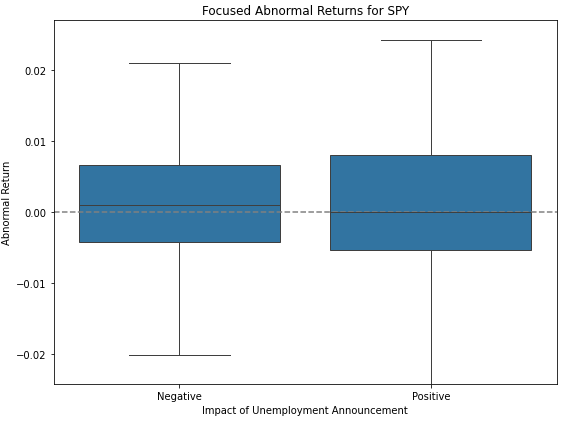 Focused Abnormal Returns for SPY
Abnormal Return
0.02
0.01
0.00
−0.01
−0.02
Negative
Positive
Impact of Unemployment Announcement